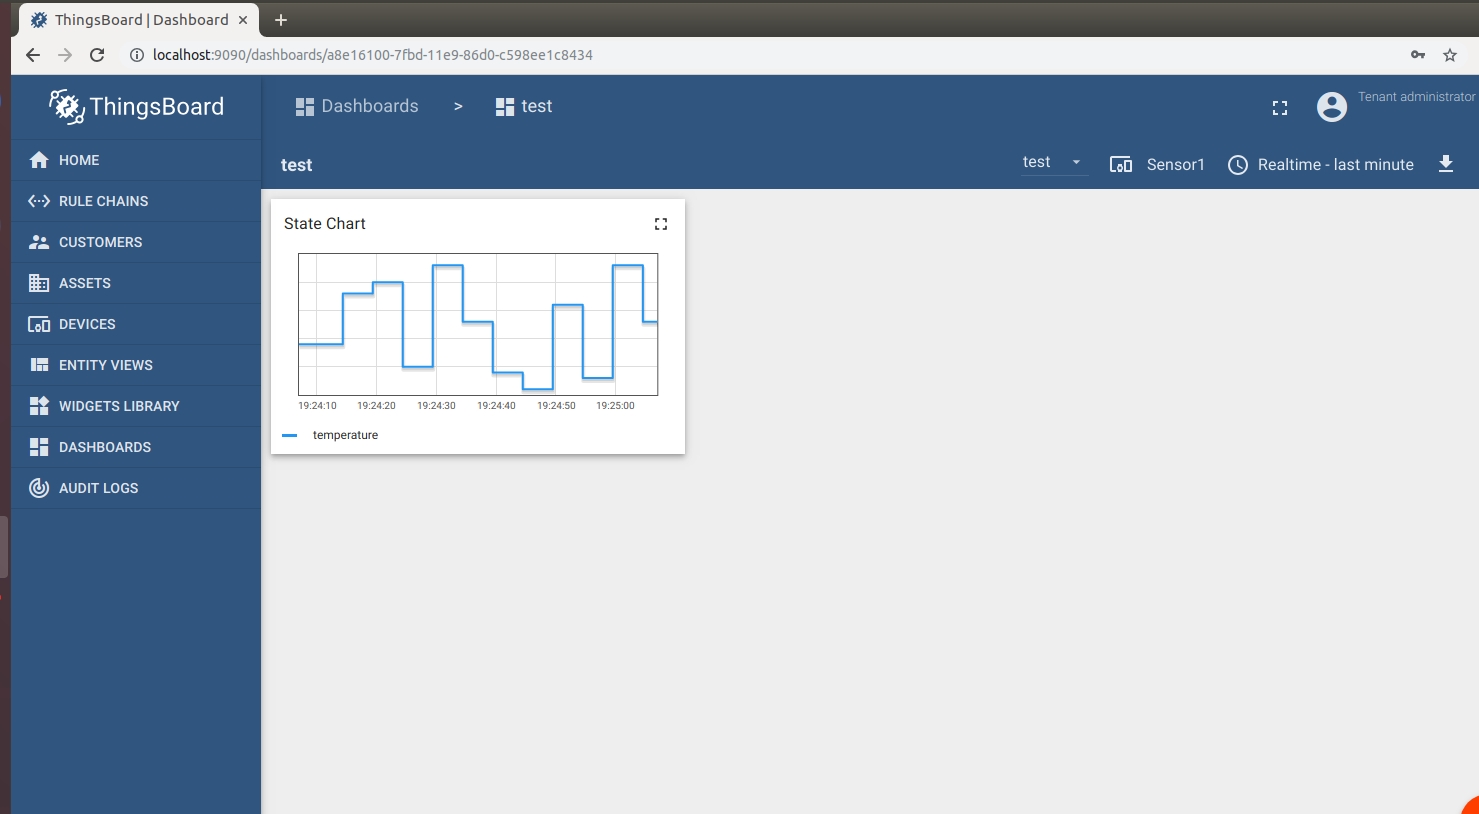 ThingsBoard | Dashboard
localhost:9090/dashboards/a8e16100-7fbd-11e9-86d0-c598ee1c8434
ThingsBoard
Dashboards > test
Tenant administrator
HOME
RULE CHAINS
CUSTOMERS
ASSETS
DEVICES
ENTITY VIEWS
WIDGETS LIBRARY
DASHBOARDS
AUDIT LOGS
test
test Sensor1 Realtime - last minute
State Chart
19:24:10 19:24:20 19:24:30 19:24:40 19:24:50 19:25:00
temperature